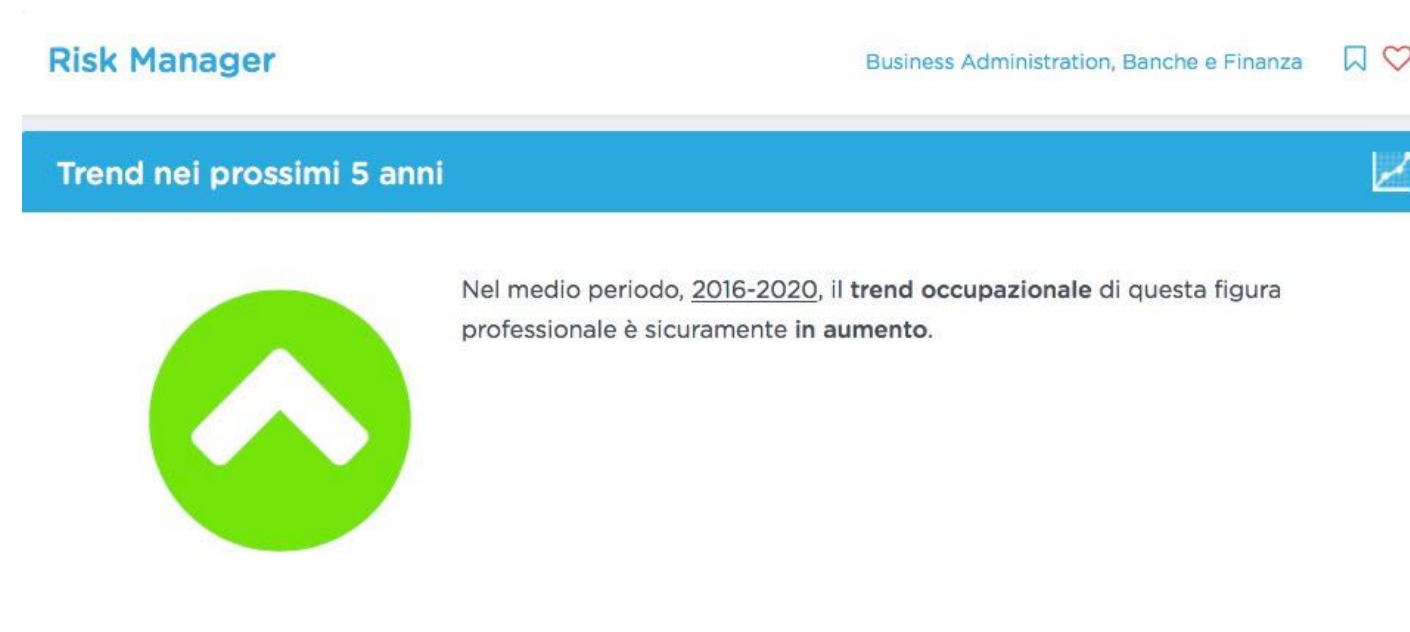 Risk Manager
Business Administration, Banche e Finanza
Trend nei prossimi 5 anni
Nel medio periodo, 2016-2020, il trend occupazionale di questa figura
professionale è sicuramente in aumento.